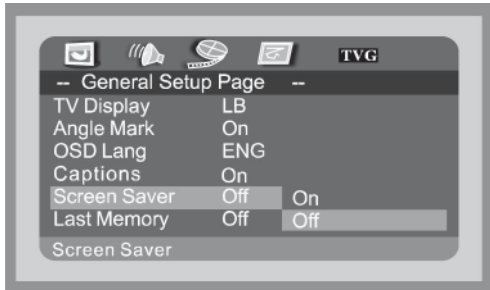 TVG
-- General Setup Page --
TV Display LB
Angle Mark On
OSD Lang ENG
Captions On
Screen Saver Off On
Last Memory Off Off
Screen Saver